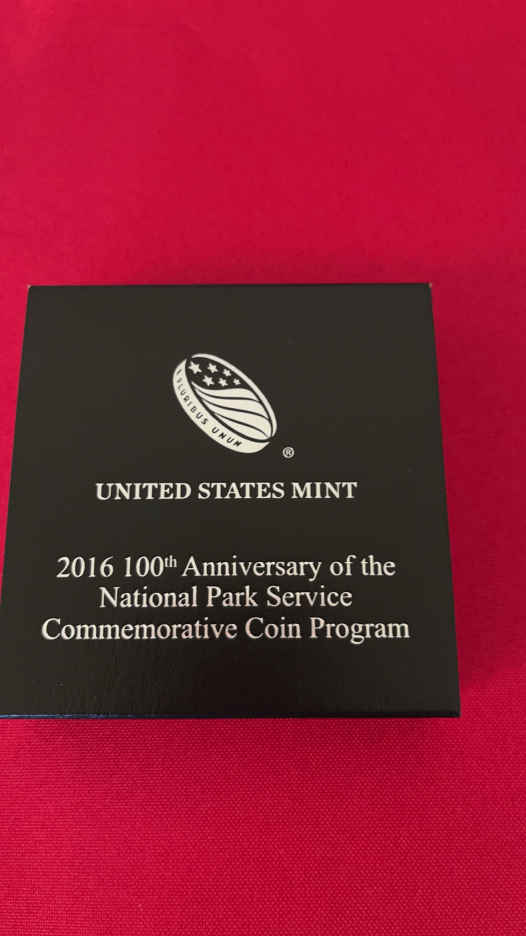 E PLURIBUS UNUM
®
UNITED STATES MINT
2016 100th Anniversary of the
National Park Service
Commemorative Coin Program